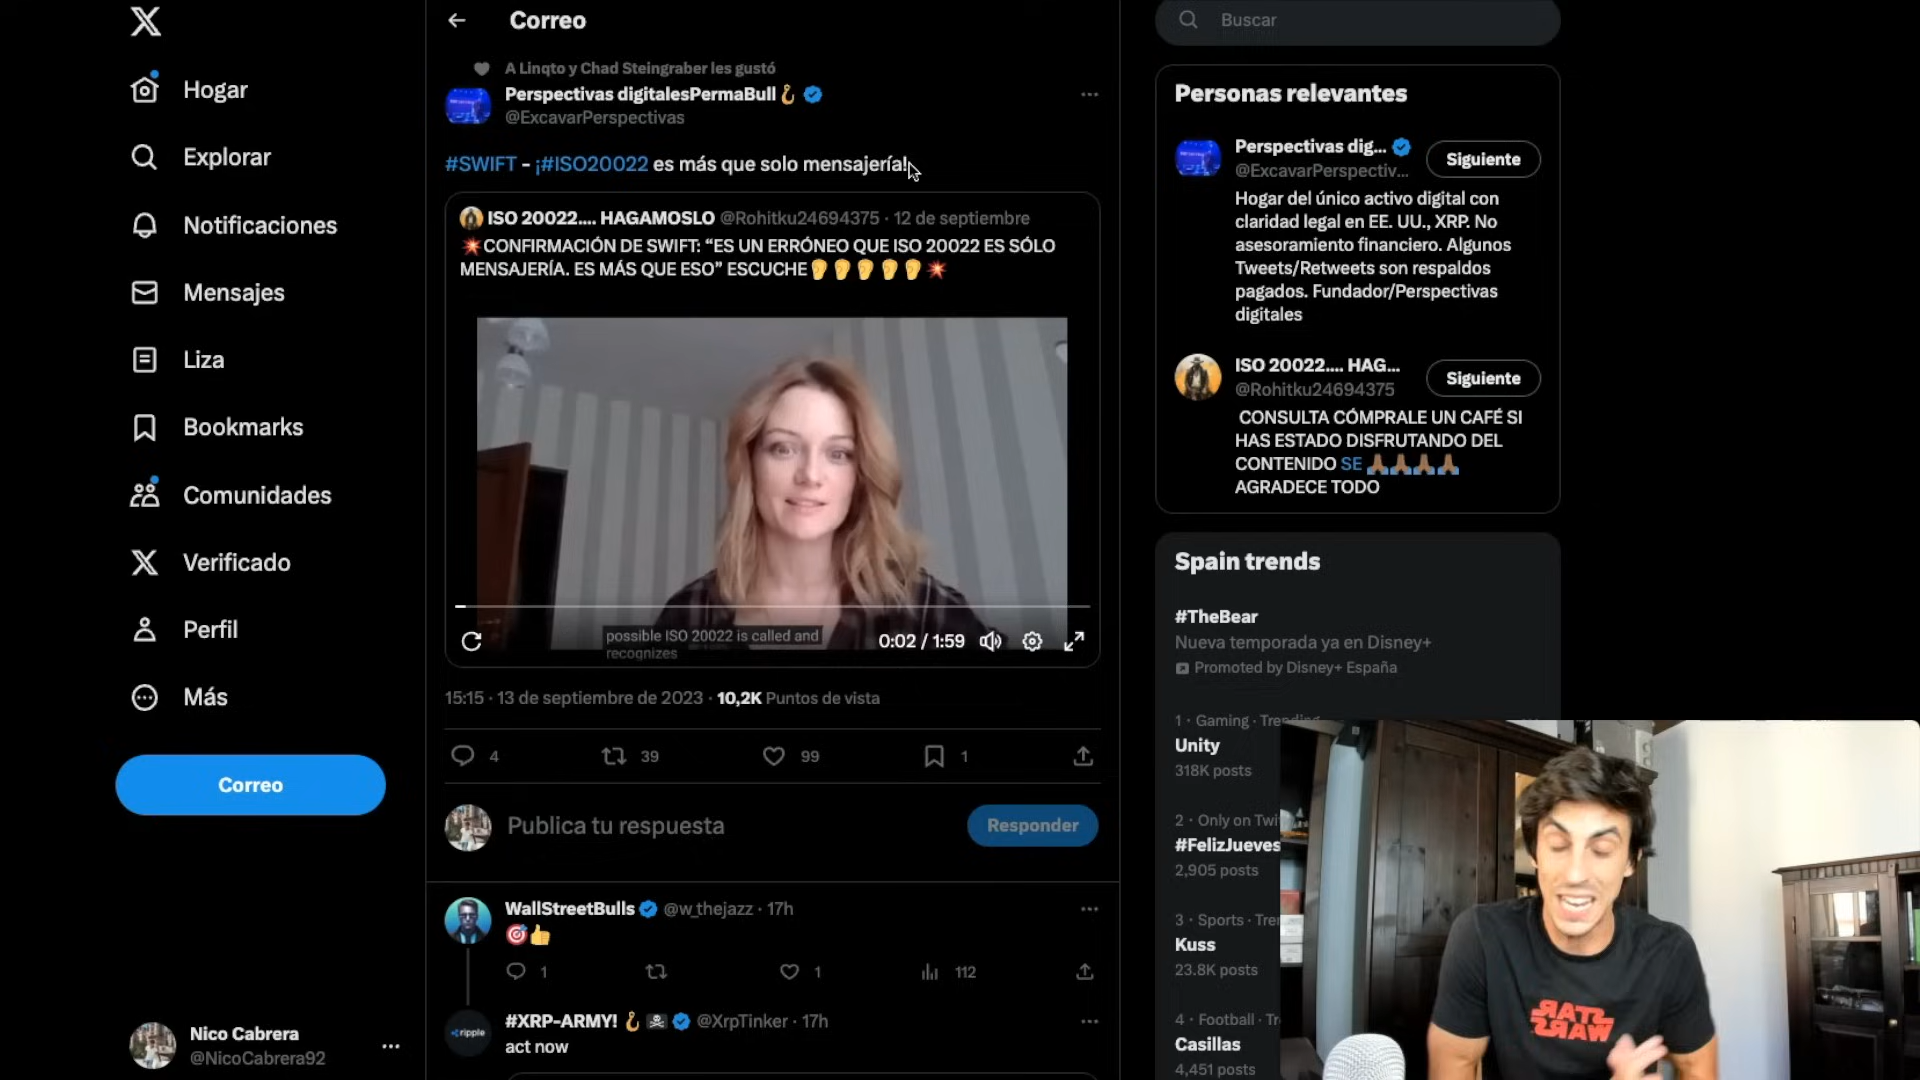 Hogar
Explorar
Notificaciones
Mensajes
Liza
Bookmarks
Comunidades
Verificado
Perfil
Más
Correo
Nico Cabrera
@NicoCabrera92
Correo
A Linqto y Chad Steingraber les gustó
Perspectivas digitalesPermaBull
@ExcavarPerspectivas
#SWIFT - ¡#ISO20022 es más que solo mensajería!
ISO 20022.... HAGAMOSLO @Rohitku24694375 · 12 de septiembre
CONFIRMACIÓN DE SWIFT: “ES UN ERRÓNEO QUE ISO 20022 ES SÓLO
MENSAJERÍA. ES MÁS QUE ESO” ESCUCHE
possible ISO 20022 is called and
recognizes
0:02 / 1:59
15:15 · 13 de septiembre de 2023 · 10,2K Puntos de vista
4 39 99 1
Publica tu respuesta
Responder
WallStreetBulls @w_thejazz · 17h
1 1 112
ripple
#XRP-ARMY! @XrpTinker · 17h
act now
Buscar
Personas relevantes
Perspectivas dig...
@ExcavarPerspectiv...
Siguiente
Hogar del único activo digital con
claridad legal en EE. UU., XRP. No
asesoramiento financiero. Algunos
Tweets/Retweets son respaldos
pagados. Fundador/Perspectivas
digitales
ISO 20022.... HAG...
@Rohitku24694375
Siguiente
CONSULTA CÓMPRALE UN CAFÉ SI
HAS ESTADO DISFRUTANDO DEL
CONTENIDO SE
AGRADECE TODO
Spain trends
#TheBear
Nueva temporada ya en Disney+
Promoted by Disney+ España
1 · Gaming · Trending
Unity
318K posts
2 · Only on Twi
#FelizJueves
2,905 posts
3 · Sports · Tre
Kuss
23.8K posts
4 · Football · Tr
Casillas
4,451 posts
STAR
WARS